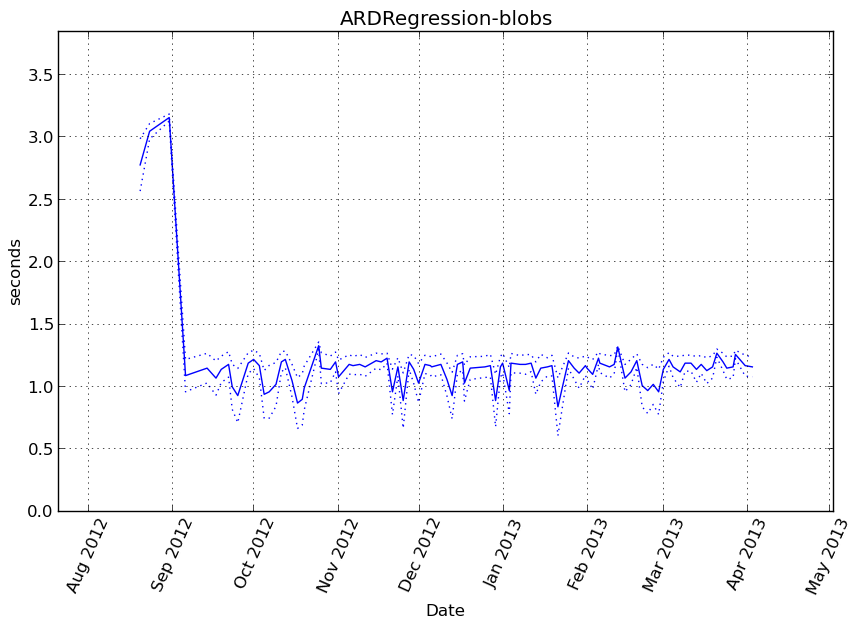 ARDRegression-blobs
3.5
3.0
2.5
2.0
1.5
1.0
0.5
0.0
seconds
Aug 2012
Sep 2012
Oct 2012
Nov 2012
Dec 2012
Jan 2013
Feb 2013
Mar 2013
Apr 2013
May 2013
Date